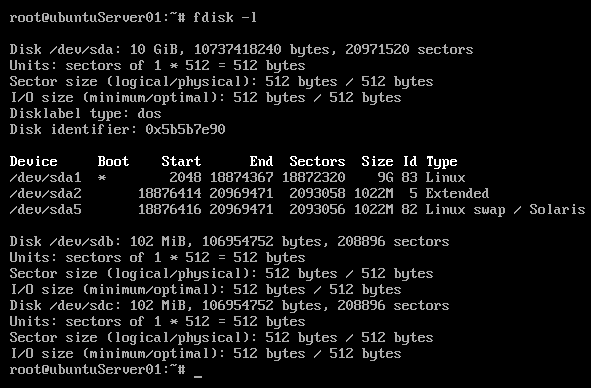 root@ubuntuServer01:~# fdisk -l
Disk /dev/sda: 10 GiB, 10737418240 bytes, 20971520 sectors
Units: sectors of 1 * 512 = 512 bytes
Sector size (logical/physical): 512 bytes / 512 bytes
I/O size (minimum/optimal): 512 bytes / 512 bytes
Disklabel type: dos
Disk identifier: 0x5b5b7e90
Device Boot Start End Sectors Size Id Type
/dev/sda1 * 2048 18874367 18872320 9G 83 Linux
/dev/sda2 18876414 20969471 2093058 1022M 5 Extended
/dev/sda5 18876416 20969471 2093056 1022M 82 Linux swap / Solaris
Disk /dev/sdb: 102 MiB, 106954752 bytes, 208896 sectors
Units: sectors of 1 * 512 = 512 bytes
Sector size (logical/physical): 512 bytes / 512 bytes
I/O size (minimum/optimal): 512 bytes / 512 bytes
Disk /dev/sdc: 102 MiB, 106954752 bytes, 208896 sectors
Units: sectors of 1 * 512 = 512 bytes
Sector size (logical/physical): 512 bytes / 512 bytes
I/O size (minimum/optimal): 512 bytes / 512 bytes
root@ubuntuServer01:~# _